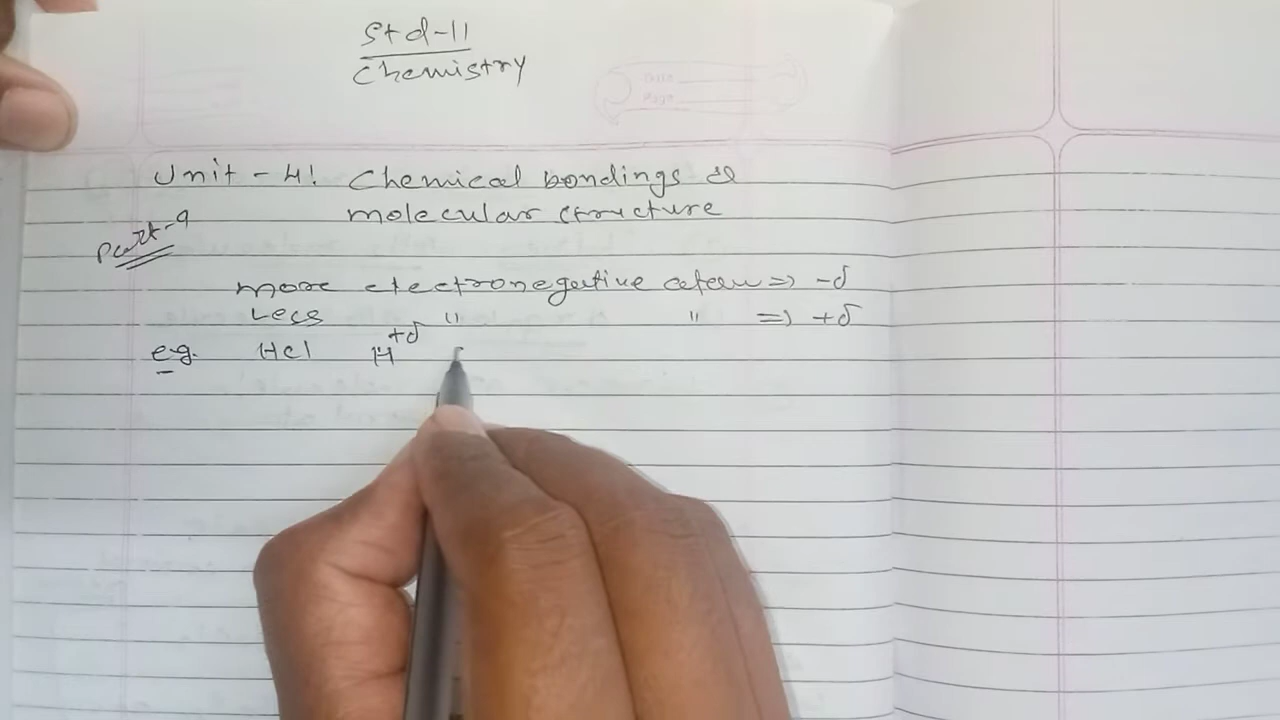 Std-11
Chemistry
Unit-4: Chemical bondings &
molecular structure
Part-9
more electronegative atom => -δ
Less " " => +δ
e.g. HCl H+δ